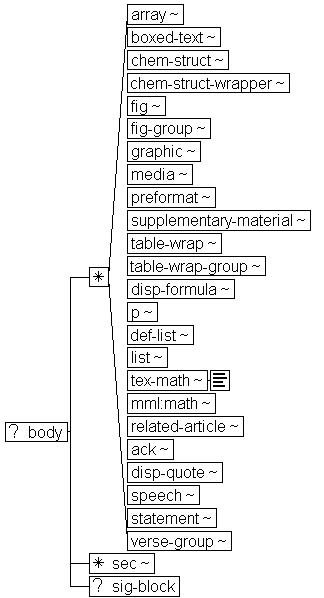 array ~
boxed-text ~
chem-struct ~
chem-struct-wrapper ~
fig ~
fig-group ~
graphic ~
media ~
preformat ~
supplementary-material ~
table-wrap ~
table-wrap-group ~
disp-formula ~
p ~
def-list ~
list ~
tex-math ~
mml:math ~
related-article ~
ack ~
disp-quote ~
speech ~
statement ~
verse-group ~
*
? body
* sec ~
? sig-block